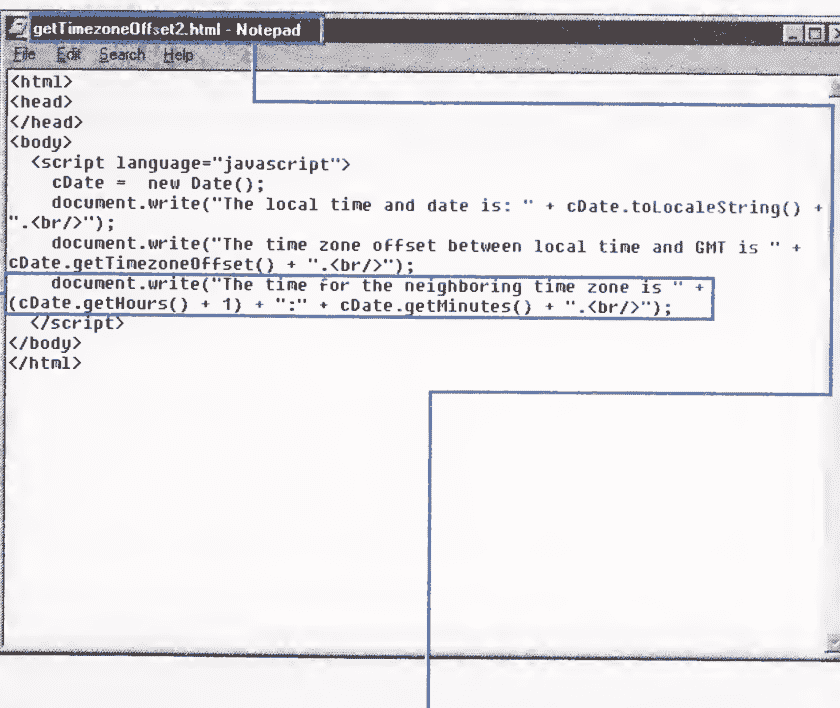 getTimezoneOffset2.html - Notepad
File Edit Search Help
<html>
<head>
</head>
<body>
  <script language="javascript">
    cDate =  new Date();
    document.write("The local time and date is: " + cDate.toLocaleString() +
".<br/>");
    document.write("The time zone offset between local time and GMT is " +
cDate.getTimezoneOffset() + ".<br/>");
    document.write("The time for the neighboring time zone is " +
(cDate.getHours() + 1) + ":" + cDate.getMinutes() + ".<br/>");
  </script>
</body>
</html>